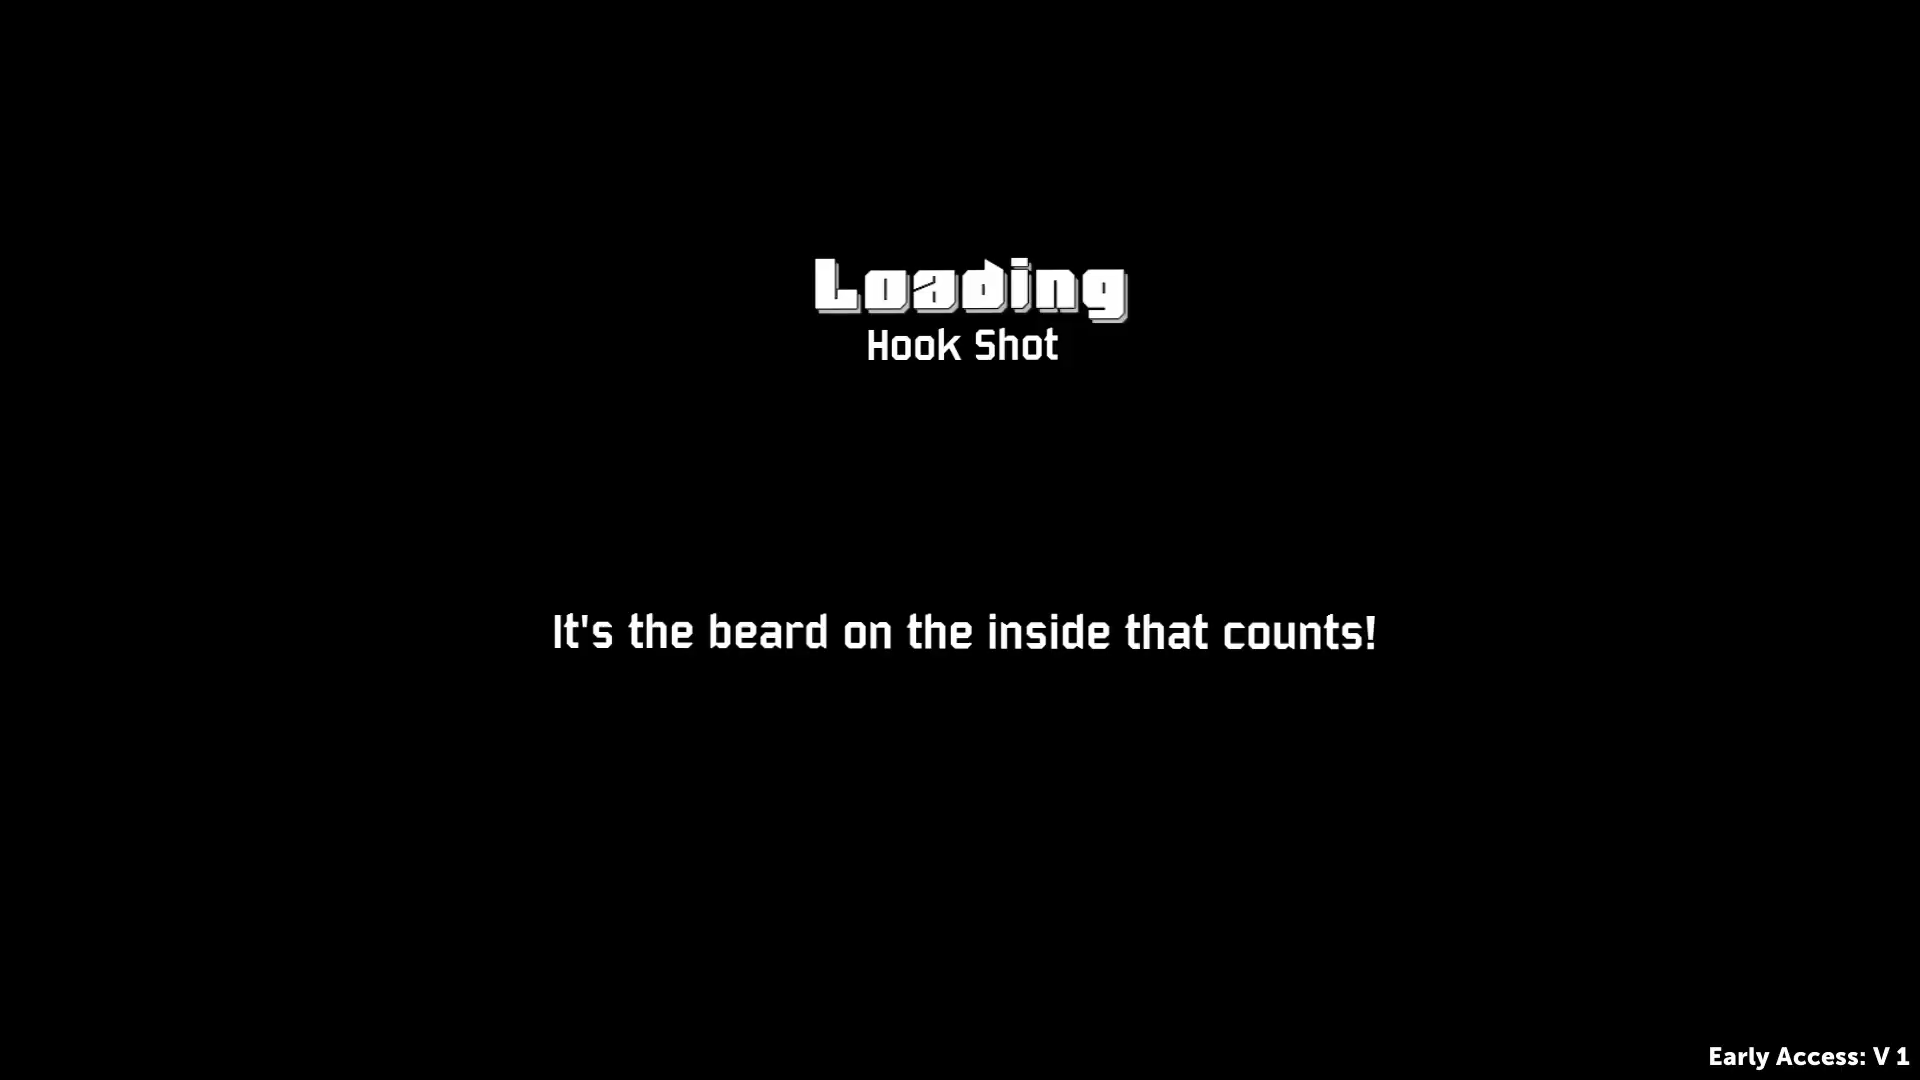 Loading
Hook Shot
It's the beard on the inside that counts!
Early Access: V 1